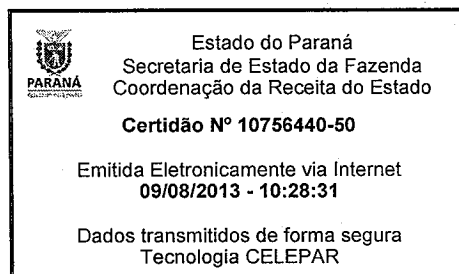 Estado do Paraná
Secretaria de Estado da Fazenda
PARANÁ
Coordenação da Receita do Estado
Certidão Nº 10756440-50
Emitida Eletronicamente via Internet
09/08/2013 - 10:28:31
Dados transmitidos de forma segura
Tecnologia CELEPAR